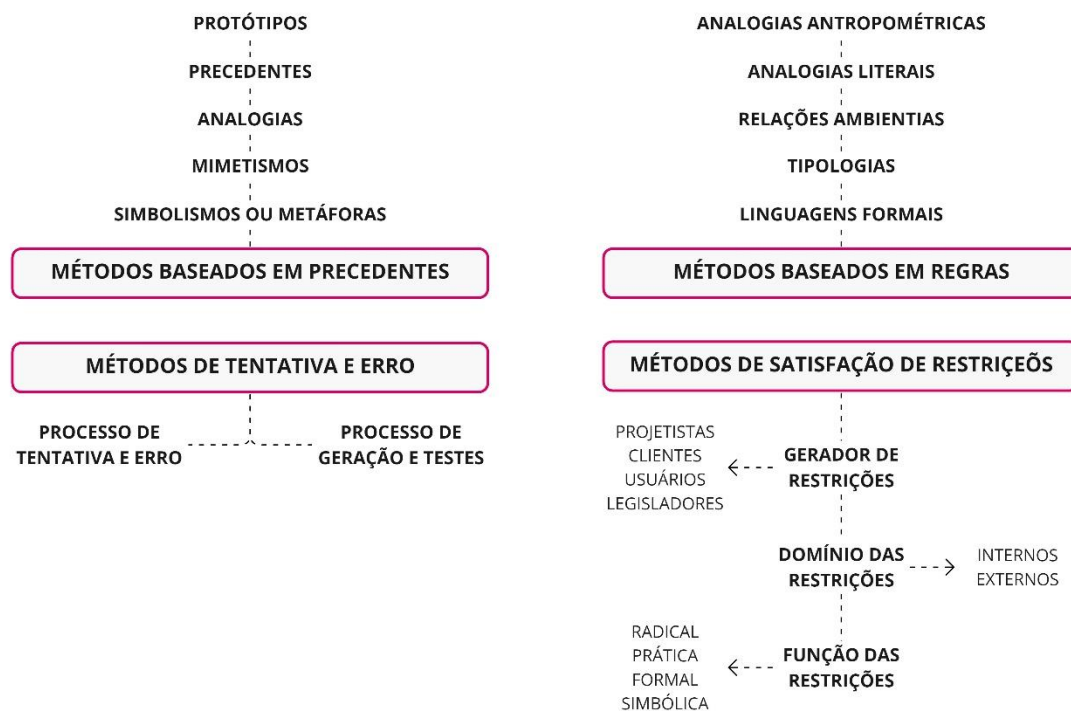 PROTÓTIPOS
PRECEDENTES
ANALOGIAS
MIMETISMOS
SIMBOLISMOS OU METÁFORAS
MÉTODOS BASEADOS EM PRECEDENTES
ANALOGIAS ANTROPOMÉTRICAS
ANALOGIAS LITERAIS
RELAÇÕES AMBIENTIAS
TIPOLOGIAS
LINGUAGENS FORMAIS
MÉTODOS BASEADOS EM REGRAS
MÉTODOS DE TENTATIVA E ERRO
PROCESSO DE
TENTATIVA E ERRO
PROCESSO DE
GERAÇÃO E TESTES
MÉTODOS DE SATISFAÇÃO DE RESTRIÇEÕS
PROJETISTAS
CLIENTES
USUÁRIOS
LEGISLADORES
GERADOR DE
RESTRIÇÕES
DOMÍNIO DAS
RESTRIÇÕES
INTERNOS
EXTERNOS
RADICAL
PRÁTICA
FORMAL
SIMBÓLICA
FUNÇÃO DAS
RESTRIÇÕES